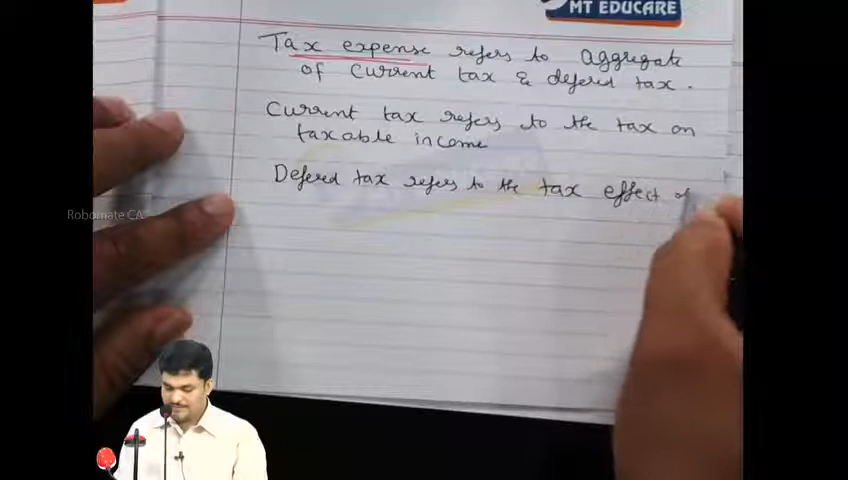 MT EDUCARE
Tax expense refers to Aggregate
of current tax & defered tax.
Current tax refers to the tax on
taxable income
Defered tax refers to the tax effect of
Robomate CA